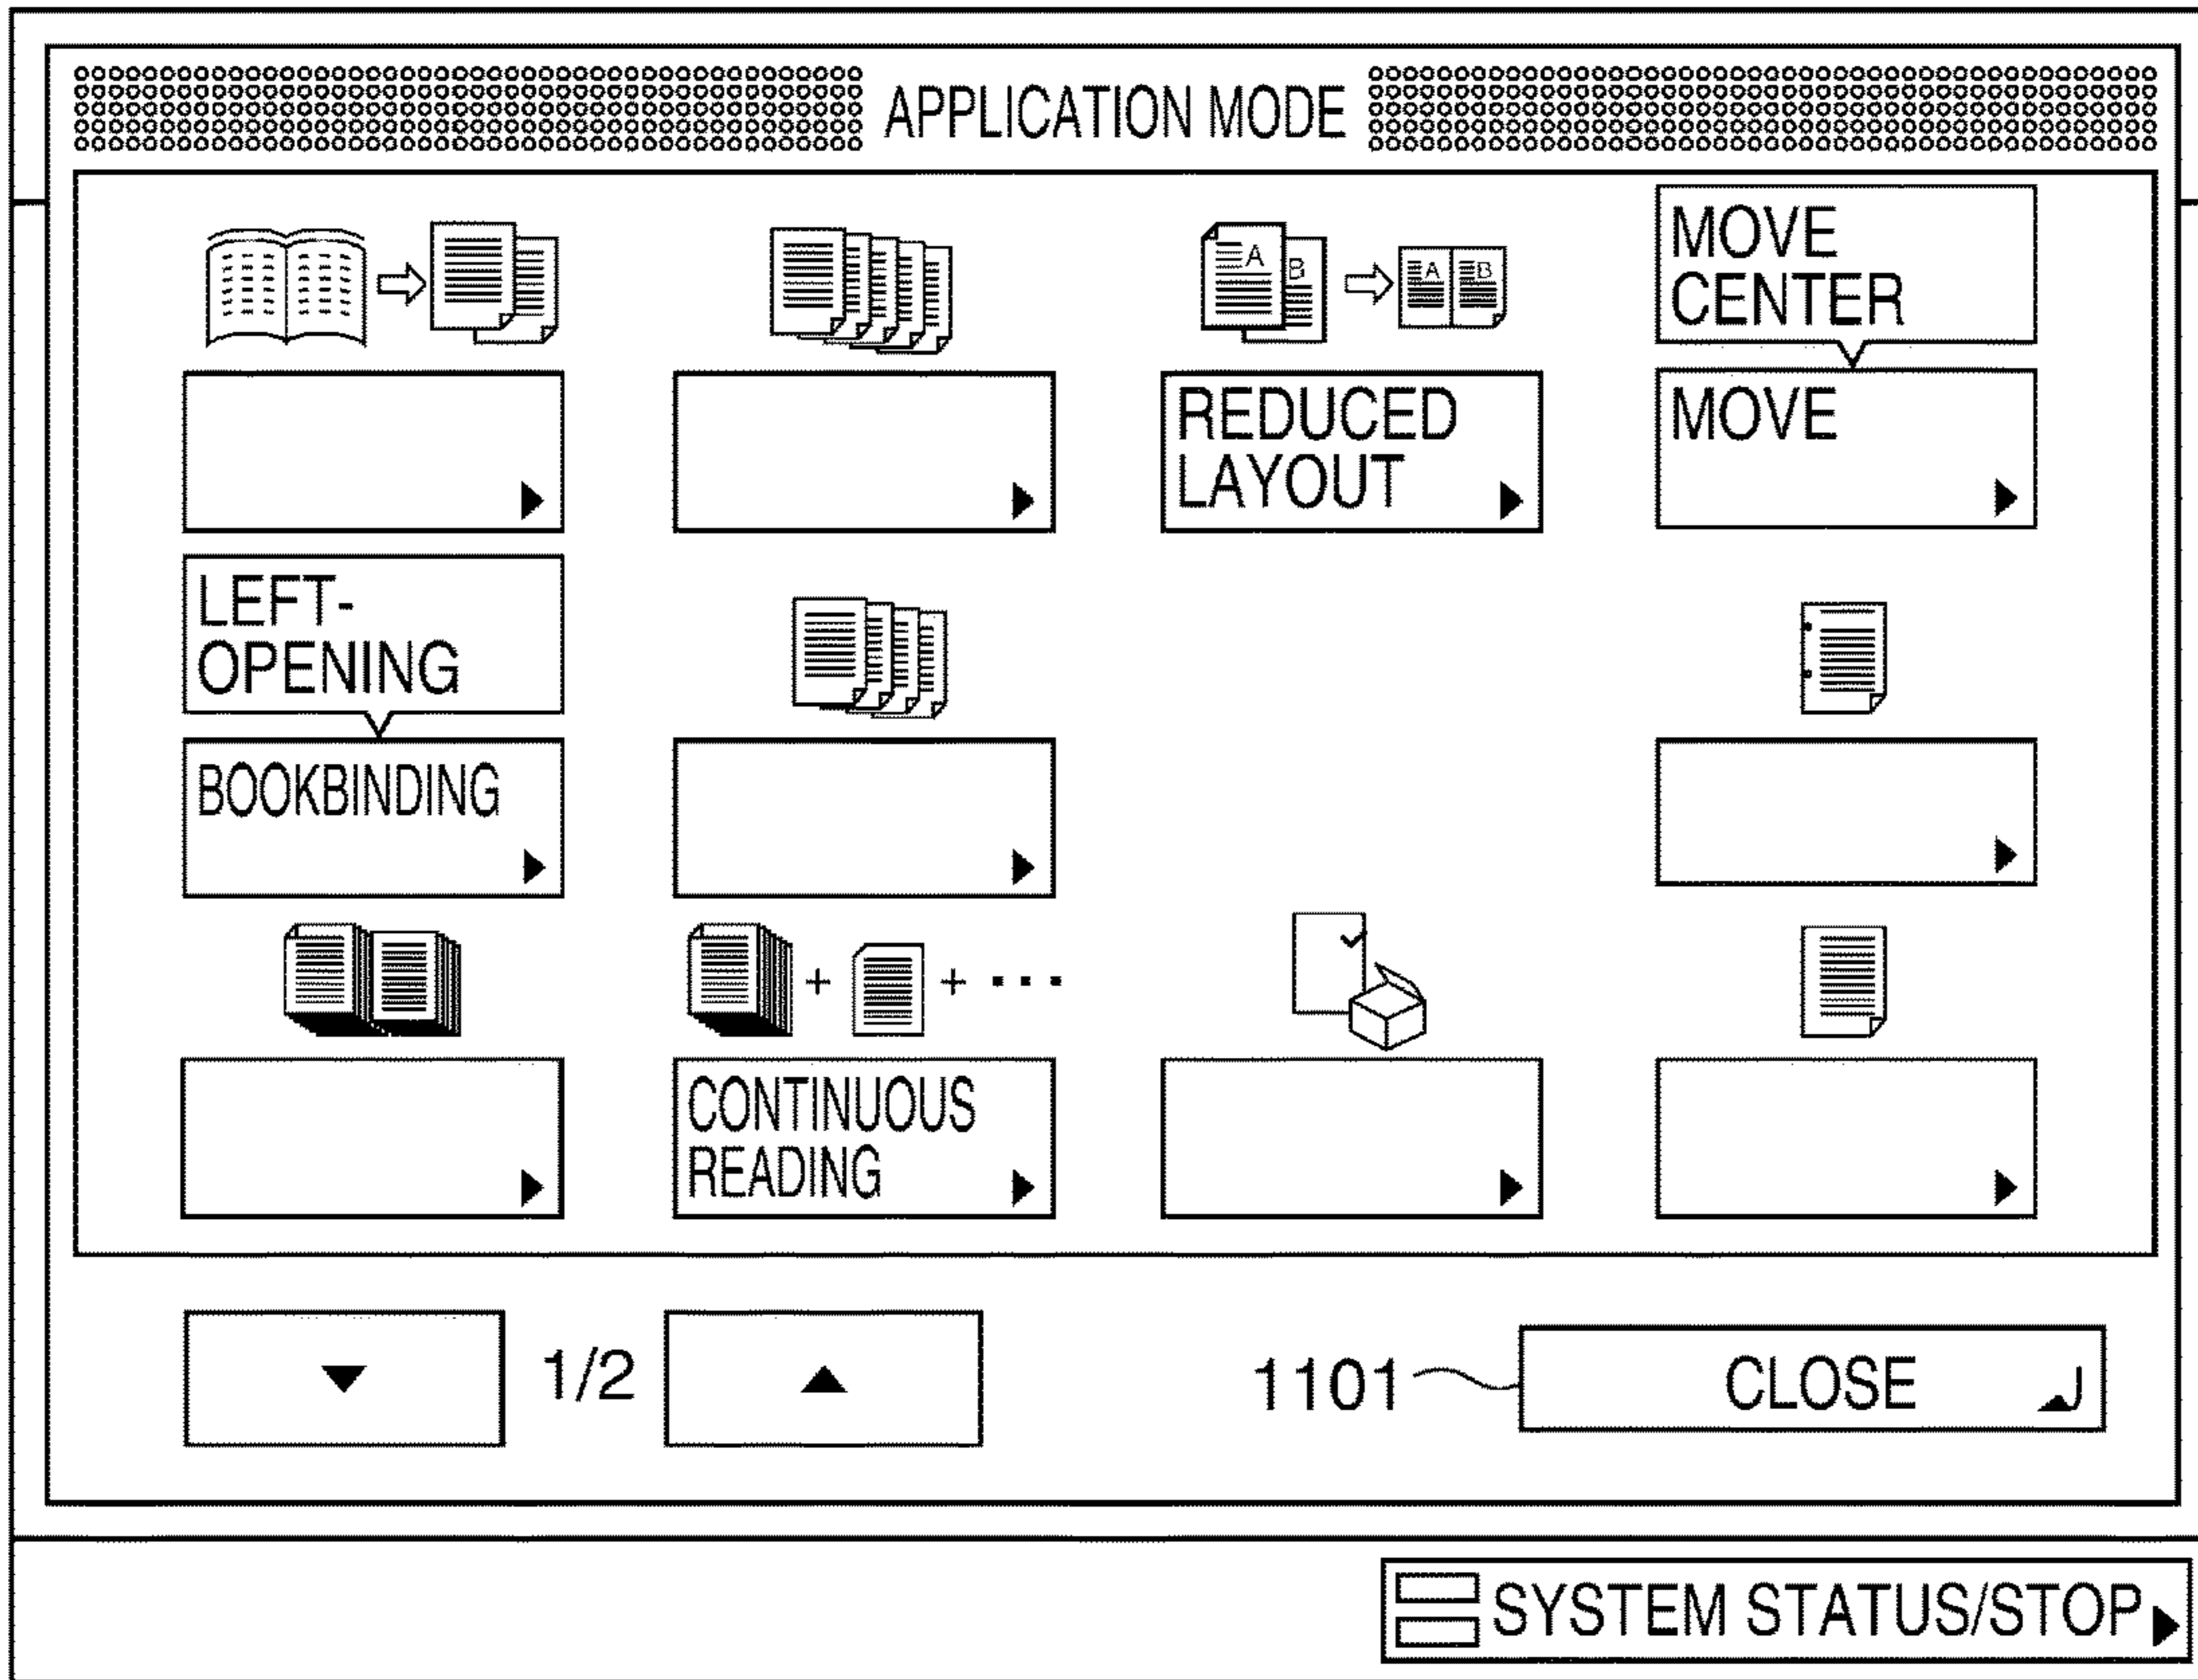 APPLICATION MODE
A B A B
MOVE
CENTER
REDUCED
LAYOUT
MOVE
LEFT-
OPENING
BOOKBINDING
+ + ...
CONTINUOUS
READING
1/2
1101
CLOSE
SYSTEM STATUS/STOP